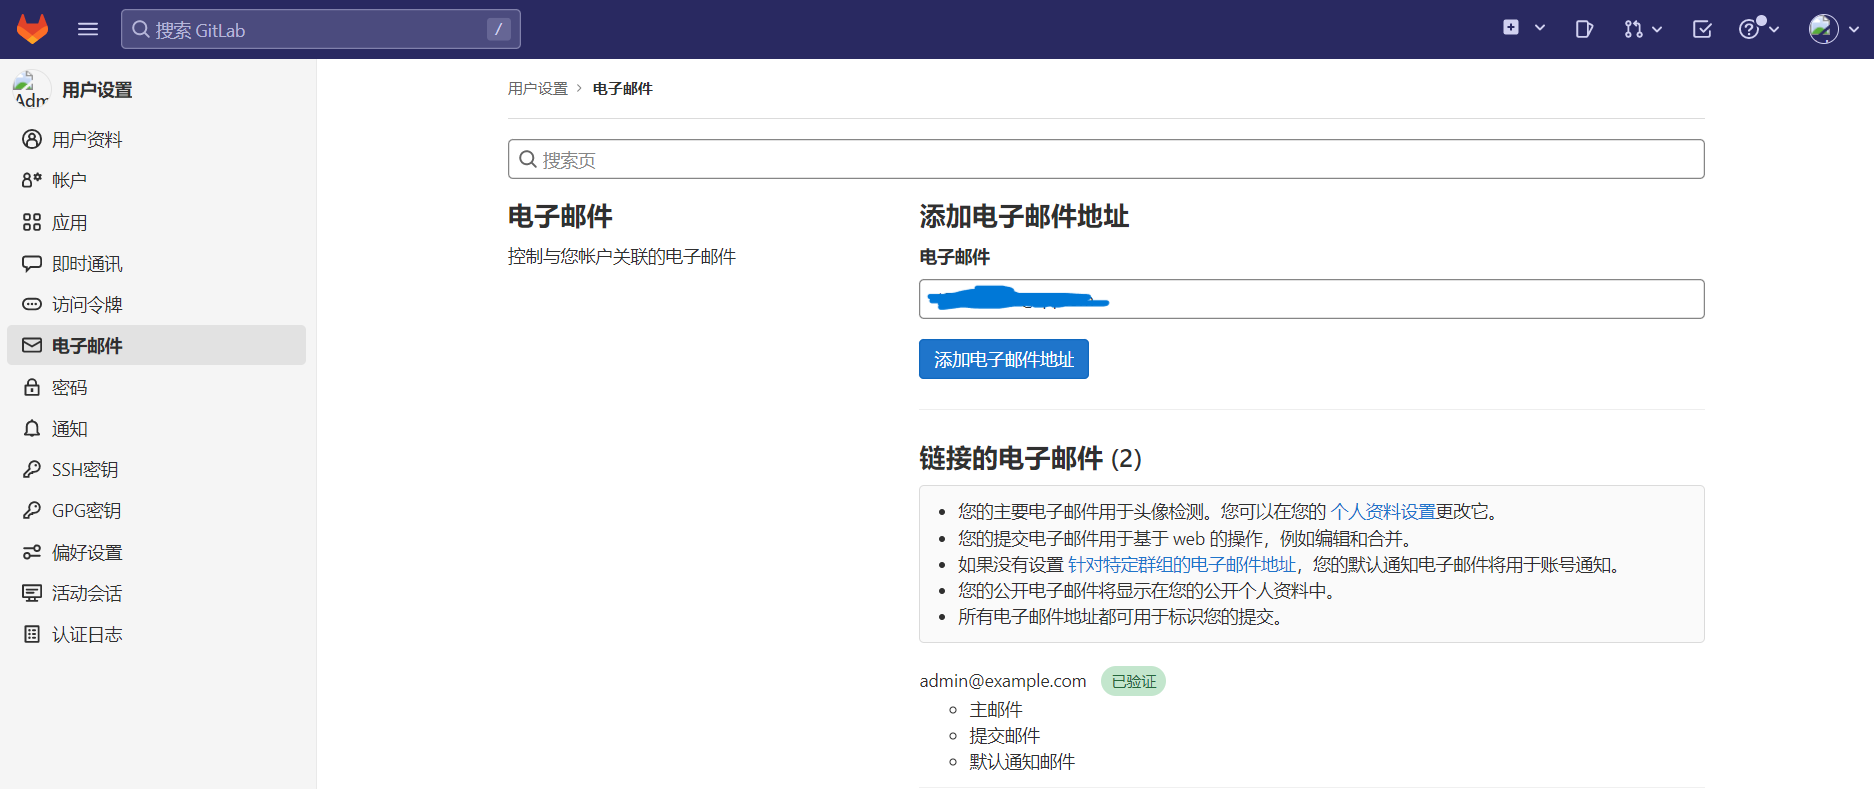 搜索 GitLab
/
Adm
用户设置
用户资料
帐户
应用
即时通讯
访问令牌
电子邮件
密码
通知
SSH密钥
GPG密钥
偏好设置
活动会话
认证日志
用户设置 › 电子邮件
搜索页
电子邮件
控制与您帐户关联的电子邮件
添加电子邮件地址
电子邮件
添加电子邮件地址
链接的电子邮件 (2)
您的主要电子邮件用于头像检测。您可以在您的 个人资料设置更改它。
您的提交电子邮件用于基于 web 的操作，例如编辑和合并。
如果没有设置 针对特定群组的电子邮件地址，您的默认通知电子邮件将用于账号通知。
您的公开电子邮件将显示在您的公开个人资料中。
所有电子邮件地址都可用于标识您的提交。
admin@example.com 已验证
主邮件
提交邮件
默认通知邮件